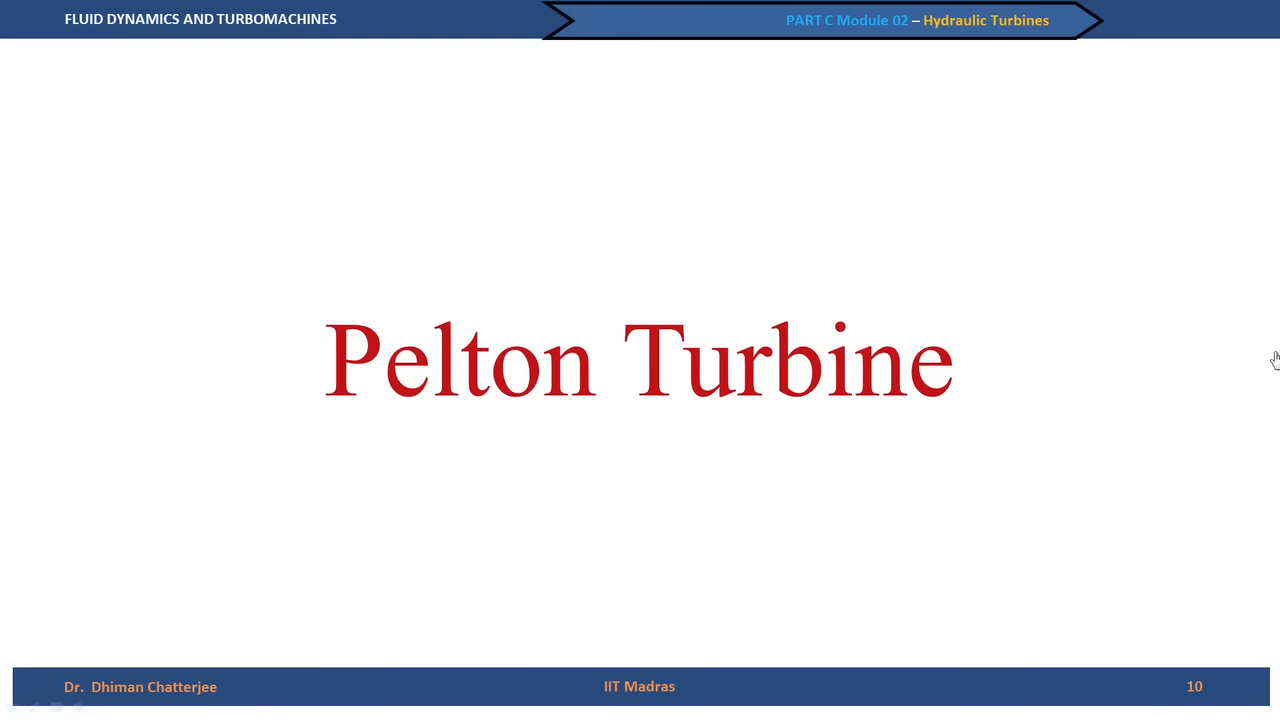 FLUID DYNAMICS AND TURBOMACHINES
PART C Module 02 – Hydraulic Turbines
Pelton Turbine
Dr. Dhiman Chatterjee
IIT Madras
10